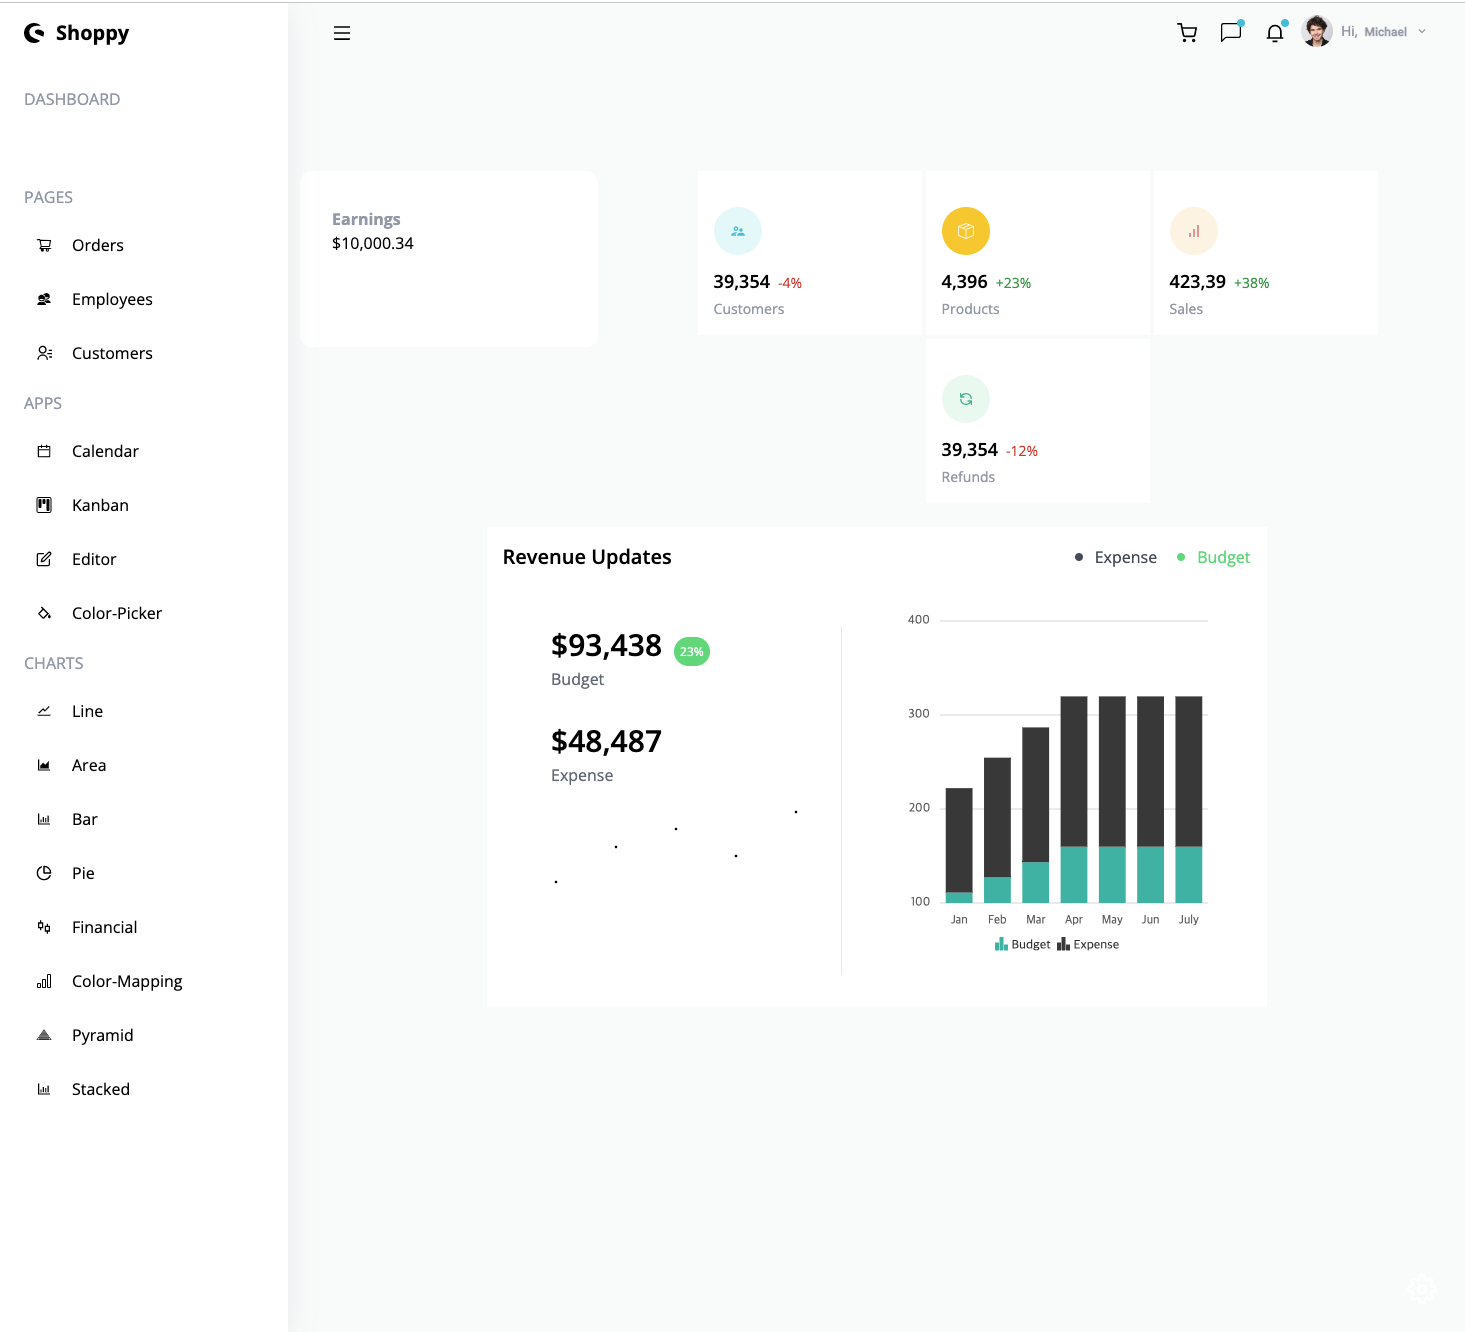 Shoppy
Hi, Michael
DASHBOARD
PAGES
Orders
Employees
Customers
APPS
Calendar
Kanban
Editor
Color-Picker
CHARTS
Line
Area
Bar
Pie
Financial
Color-Mapping
Pyramid
Stacked
Earnings
$10,000.34
39,354 -4%
Customers
4,396 +23%
Products
423,39 +38%
Sales
39,354 -12%
Refunds
Revenue Updates
Expense
Budget
$93,438 23%
Budget
$48,487
Expense
400
300
200
100
Jan Feb Mar Apr May Jun July
Budget Expense